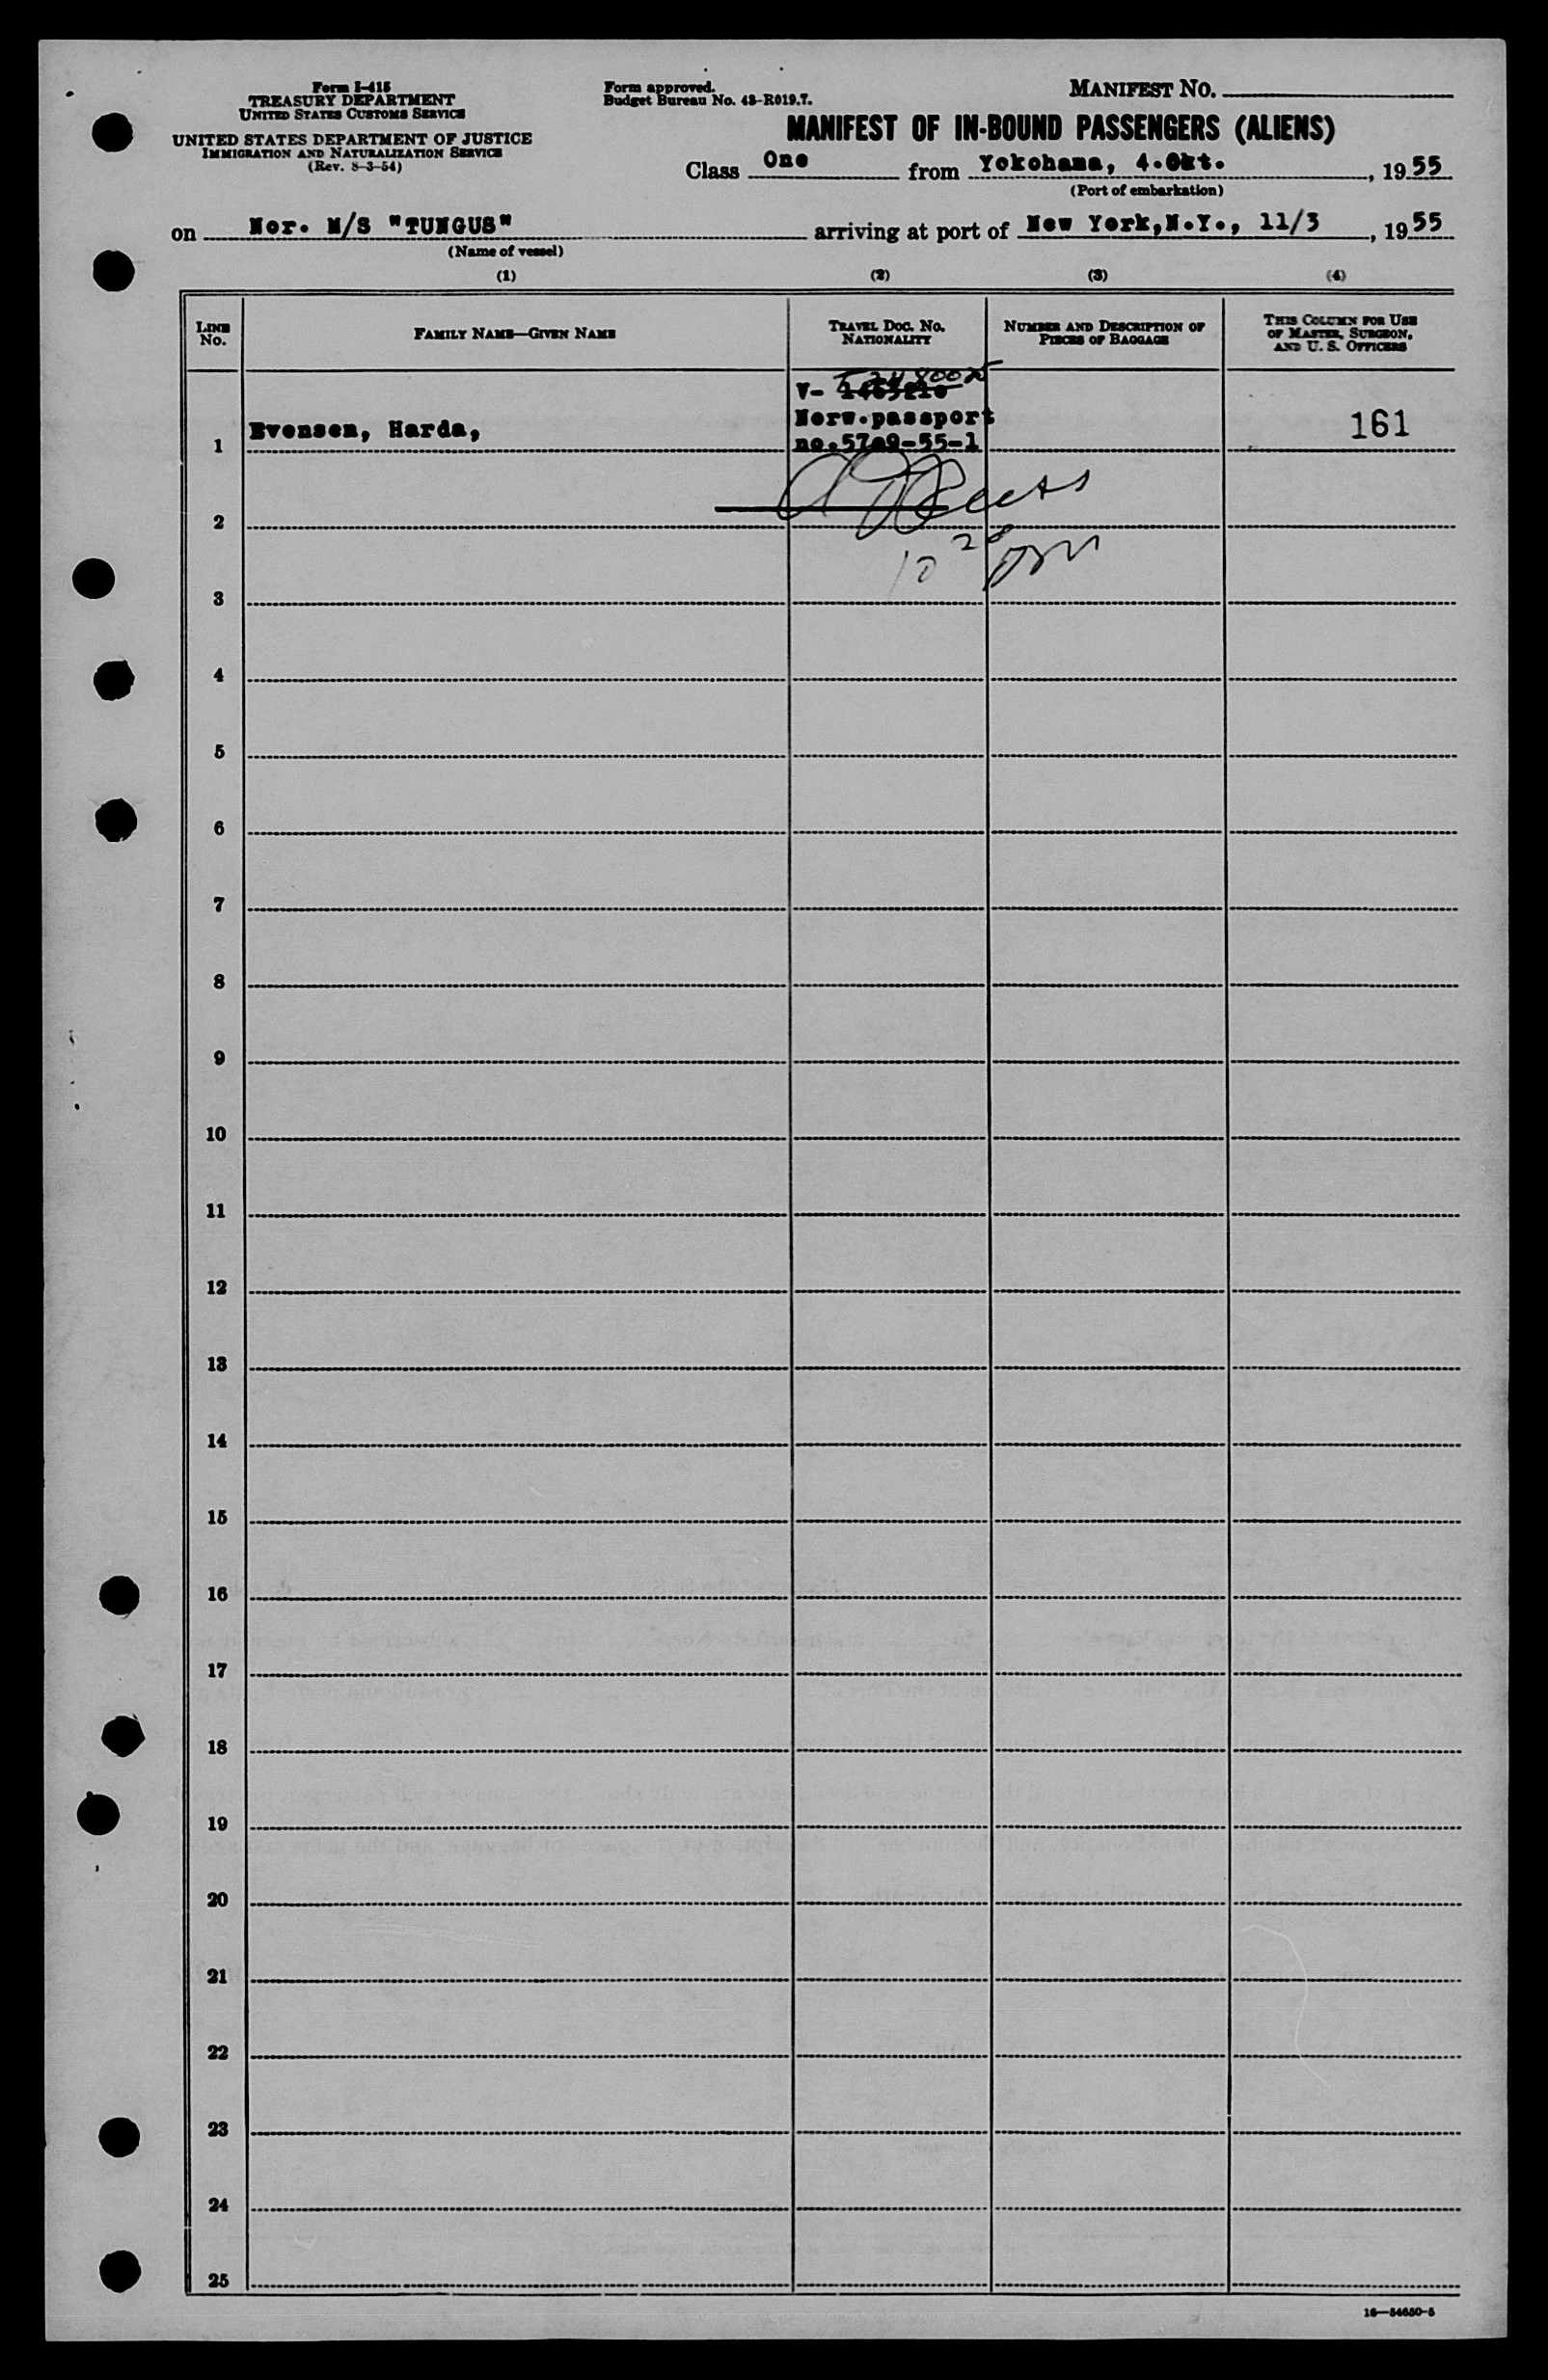 Form I-415
TREASURY DEPARTMENT
UNITED STATES CUSTOMS SERVICE
UNITED STATES DEPARTMENT OF JUSTICE
IMMIGRATION AND NATURALIZATION SERVICE
(Rev. 8-3-54)
Form approved.
Budget Bureau No. 43-R019.7.
MANIFEST NO.
MANIFEST OF IN-BOUND PASSENGERS (ALIENS)
Class One from Yokohama, 4.Okt., 1955
(Port of embarkation)
on Nor. M/S "TUNGUS" arriving at port of New York,N.Y., 11/3, 1955
(Name of vessel)
(1) (2) (3) (4)
LINE No.
FAMILY NAME—GIVEN NAME
TRAVEL DOC. NO.
NATIONALITY
NUMBER AND DESCRIPTION OF
PIECES OF BAGGAGE
THIS COLUMN FOR USE
OF MASTER, SURGEON,
AND U. S. OFFICERS
V-
Norw.passport
1 Evensen, Harda, 161
2
10 20 pm
3
4
5
6
7
8
9
10
11
12
13
14
15
16
17
18
19
20
21
22
23
24
25
16—54650-5